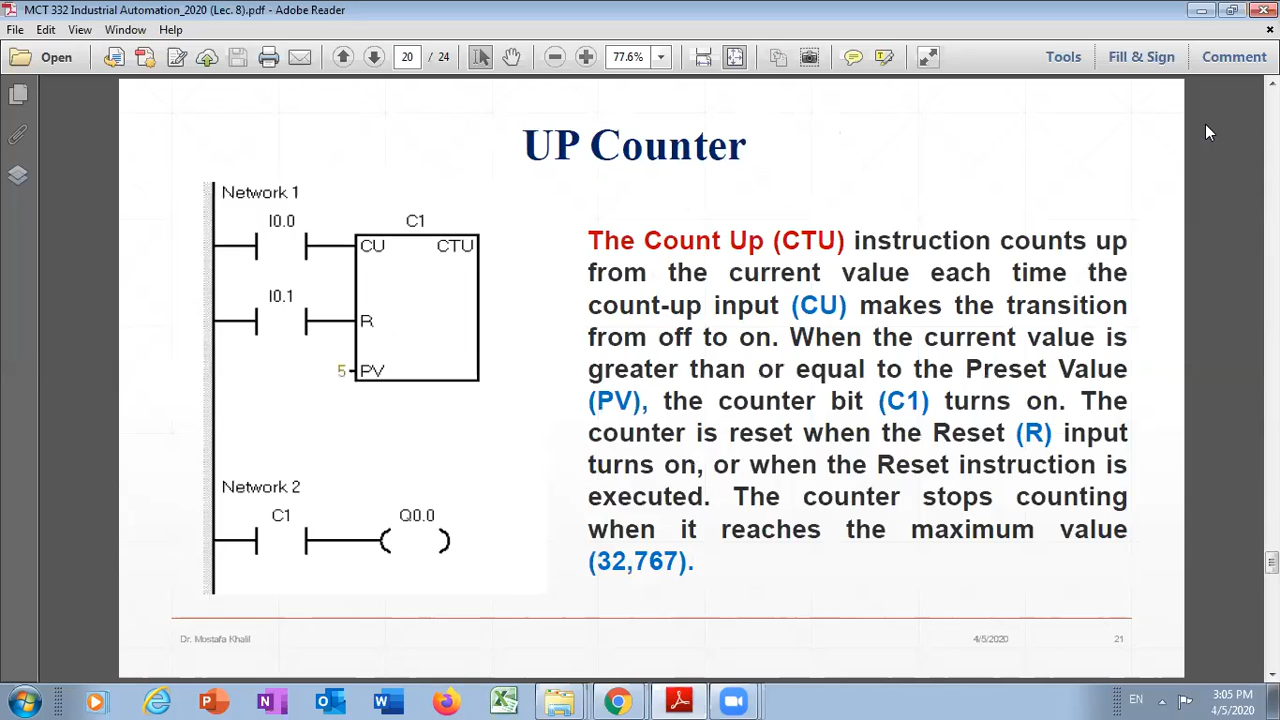 MCT 332 Industrial Automation_2020 (Lec. 8).pdf - Adobe Reader
File Edit View Window Help
Open 20 / 24 77.6% Tools Fill & Sign Comment
UP Counter
Network 1
I0.0 C1
CU CTU
I0.1
R
5 PV
Network 2
C1 Q0.0
The Count Up (CTU) instruction counts up
from the current value each time the
count-up input (CU) makes the transition
from off to on. When the current value is
greater than or equal to the Preset Value
(PV), the counter bit (C1) turns on. The
counter is reset when the Reset (R) input
turns on, or when the Reset instruction is
executed. The counter stops counting
when it reaches the maximum value
(32,767).
Dr. Mostafa Khalil 4/5/2020 21
EN 3:05 PM
4/5/2020